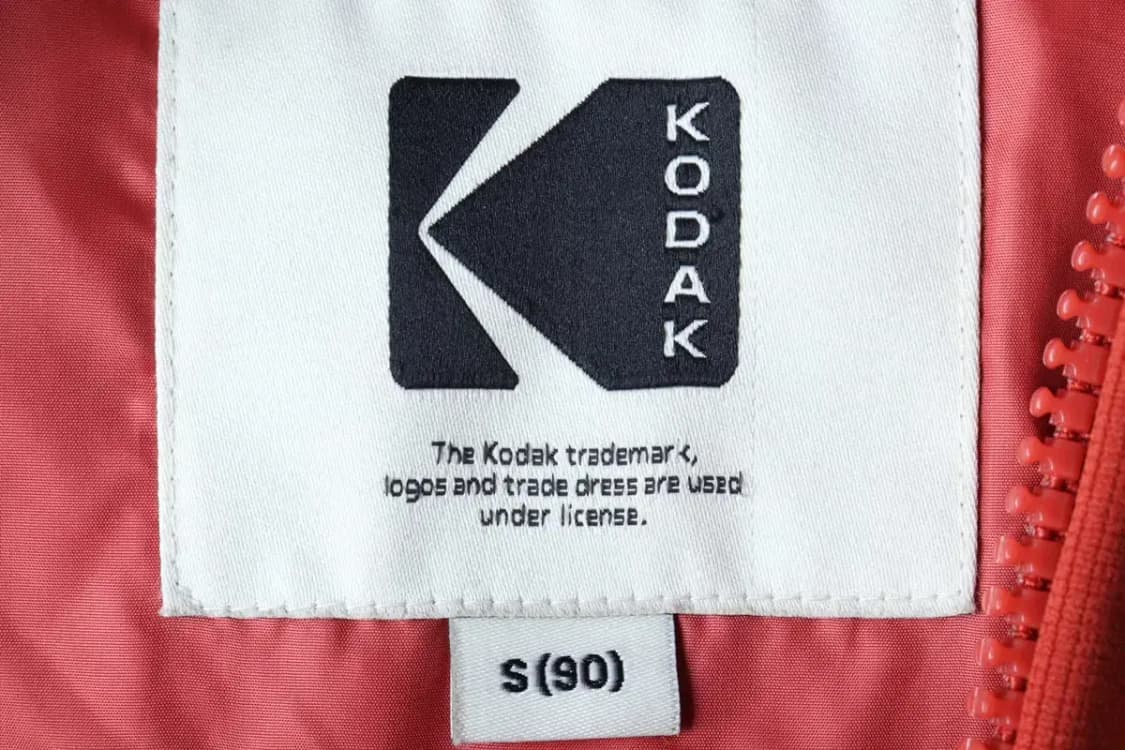 KODAK
The Kodak trademark,
logos and trade dress are used
under license.
S(90)